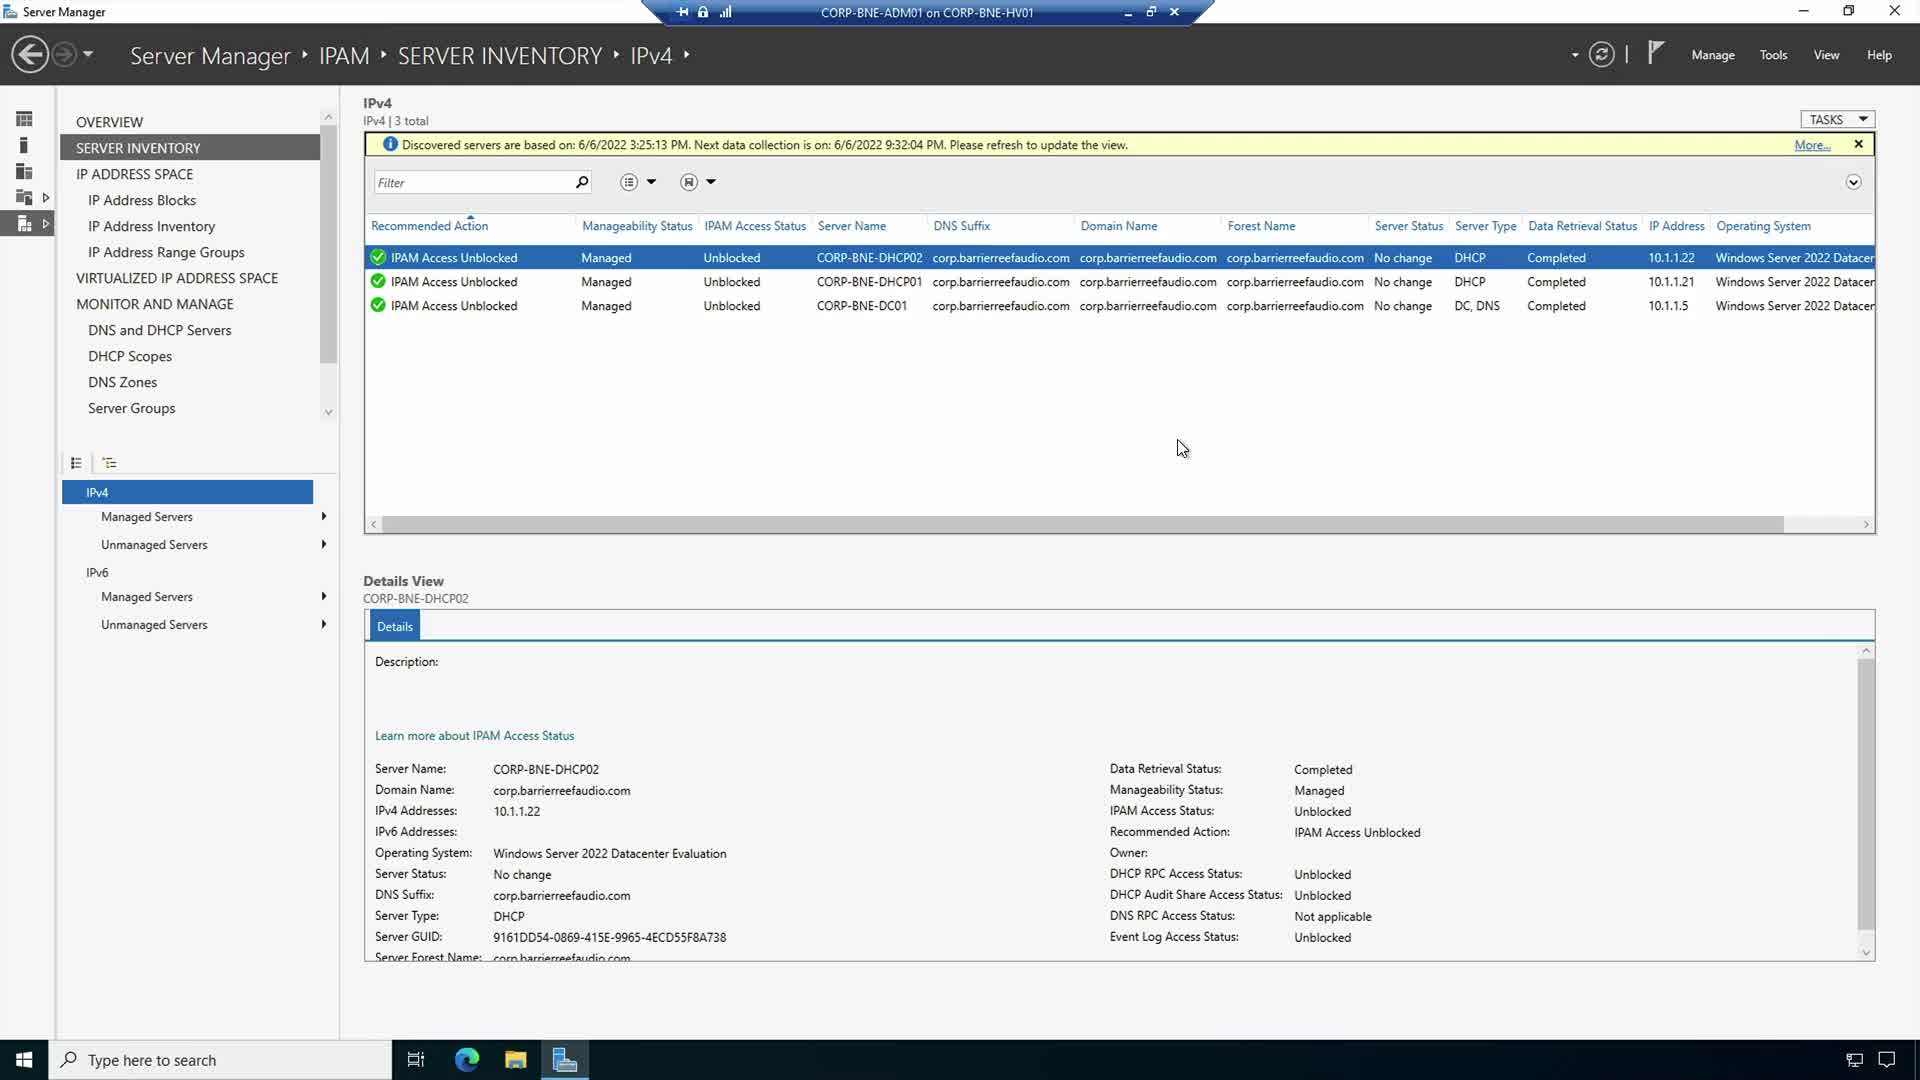 Server Manager
CORP-BNE-ADM01 on CORP-BNE-HV01
Server Manager IPAM SERVER INVENTORY IPv4
Manage Tools View Help
OVERVIEW
SERVER INVENTORY
IP ADDRESS SPACE
IP Address Blocks
IP Address Inventory
IP Address Range Groups
VIRTUALIZED IP ADDRESS SPACE
MONITOR AND MANAGE
DNS and DHCP Servers
DHCP Scopes
DNS Zones
Server Groups
IPv4
Managed Servers
Unmanaged Servers
IPv6
Managed Servers
Unmanaged Servers
IPv4
IPv4 | 3 total
TASKS
Discovered servers are based on: 6/6/2022 3:25:13 PM. Next data collection is on: 6/6/2022 9:32:04 PM. Please refresh to update the view. More...
Filter
Recommended Action Manageability Status IPAM Access Status Server Name DNS Suffix Domain Name Forest Name Server Status Server Type Data Retrieval Status IP Address Operating System
IPAM Access Unblocked Managed Unblocked CORP-BNE-DHCP02 corp.barrierreefaudio.com corp.barrierreefaudio.com corp.barrierreefaudio.com No change DHCP Completed 10.1.1.22 Windows Server 2022 Datacer
IPAM Access Unblocked Managed Unblocked CORP-BNE-DHCP01 corp.barrierreefaudio.com corp.barrierreefaudio.com corp.barrierreefaudio.com No change DHCP Completed 10.1.1.21 Windows Server 2022 Datacer
IPAM Access Unblocked Managed Unblocked CORP-BNE-DC01 corp.barrierreefaudio.com corp.barrierreefaudio.com corp.barrierreefaudio.com No change DC, DNS Completed 10.1.1.5 Windows Server 2022 Datacer
Details View
CORP-BNE-DHCP02
Details
Description:
Learn more about IPAM Access Status
Server Name: CORP-BNE-DHCP02
Domain Name: corp.barrierreefaudio.com
IPv4 Addresses: 10.1.1.22
IPv6 Addresses:
Operating System: Windows Server 2022 Datacenter Evaluation
Server Status: No change
DNS Suffix: corp.barrierreefaudio.com
Server Type: DHCP
Server GUID: 9161DD54-0869-415E-9965-4ECD55F8A738
Server Forest Name: corp.barrierreefaudio.com
Data Retrieval Status: Completed
Manageability Status: Managed
IPAM Access Status: Unblocked
Recommended Action: IPAM Access Unblocked
Owner:
DHCP RPC Access Status: Unblocked
DHCP Audit Share Access Status: Unblocked
DNS RPC Access Status: Not applicable
Event Log Access Status: Unblocked
Type here to search